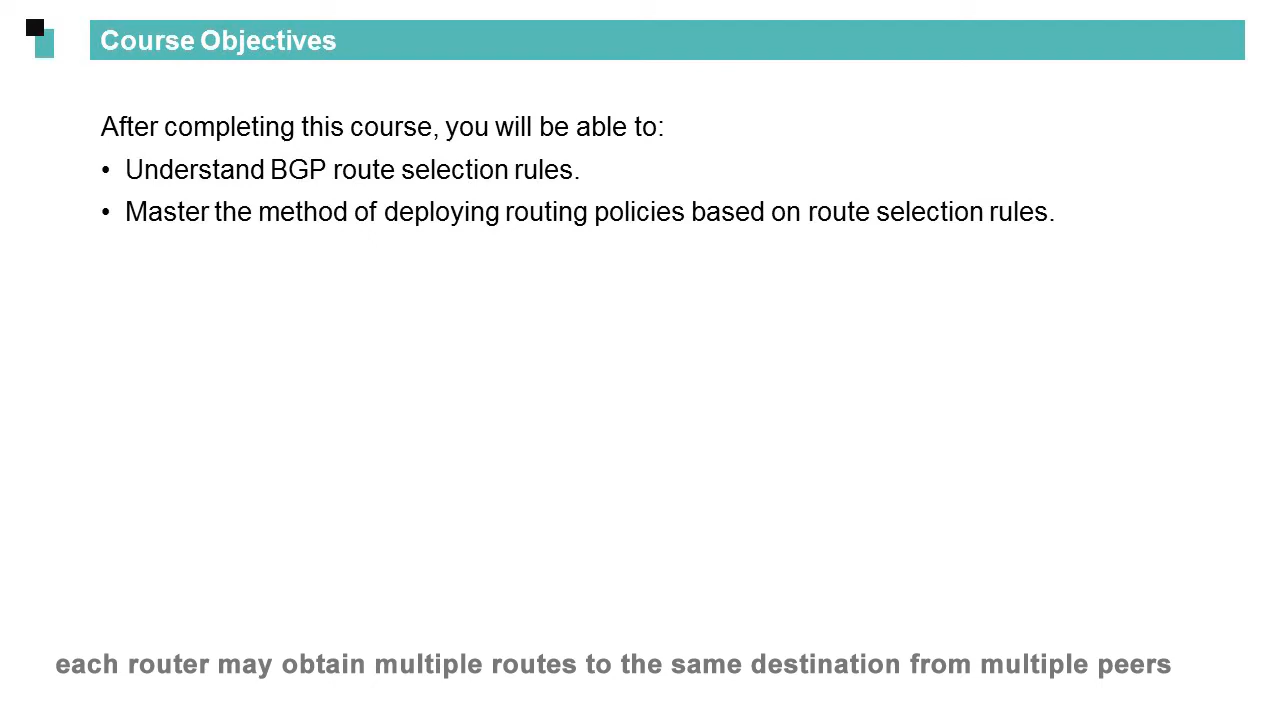 Course Objectives
After completing this course, you will be able to:
• Understand BGP route selection rules.
• Master the method of deploying routing policies based on route selection rules.
each router may obtain multiple routes to the same destination from multiple peers